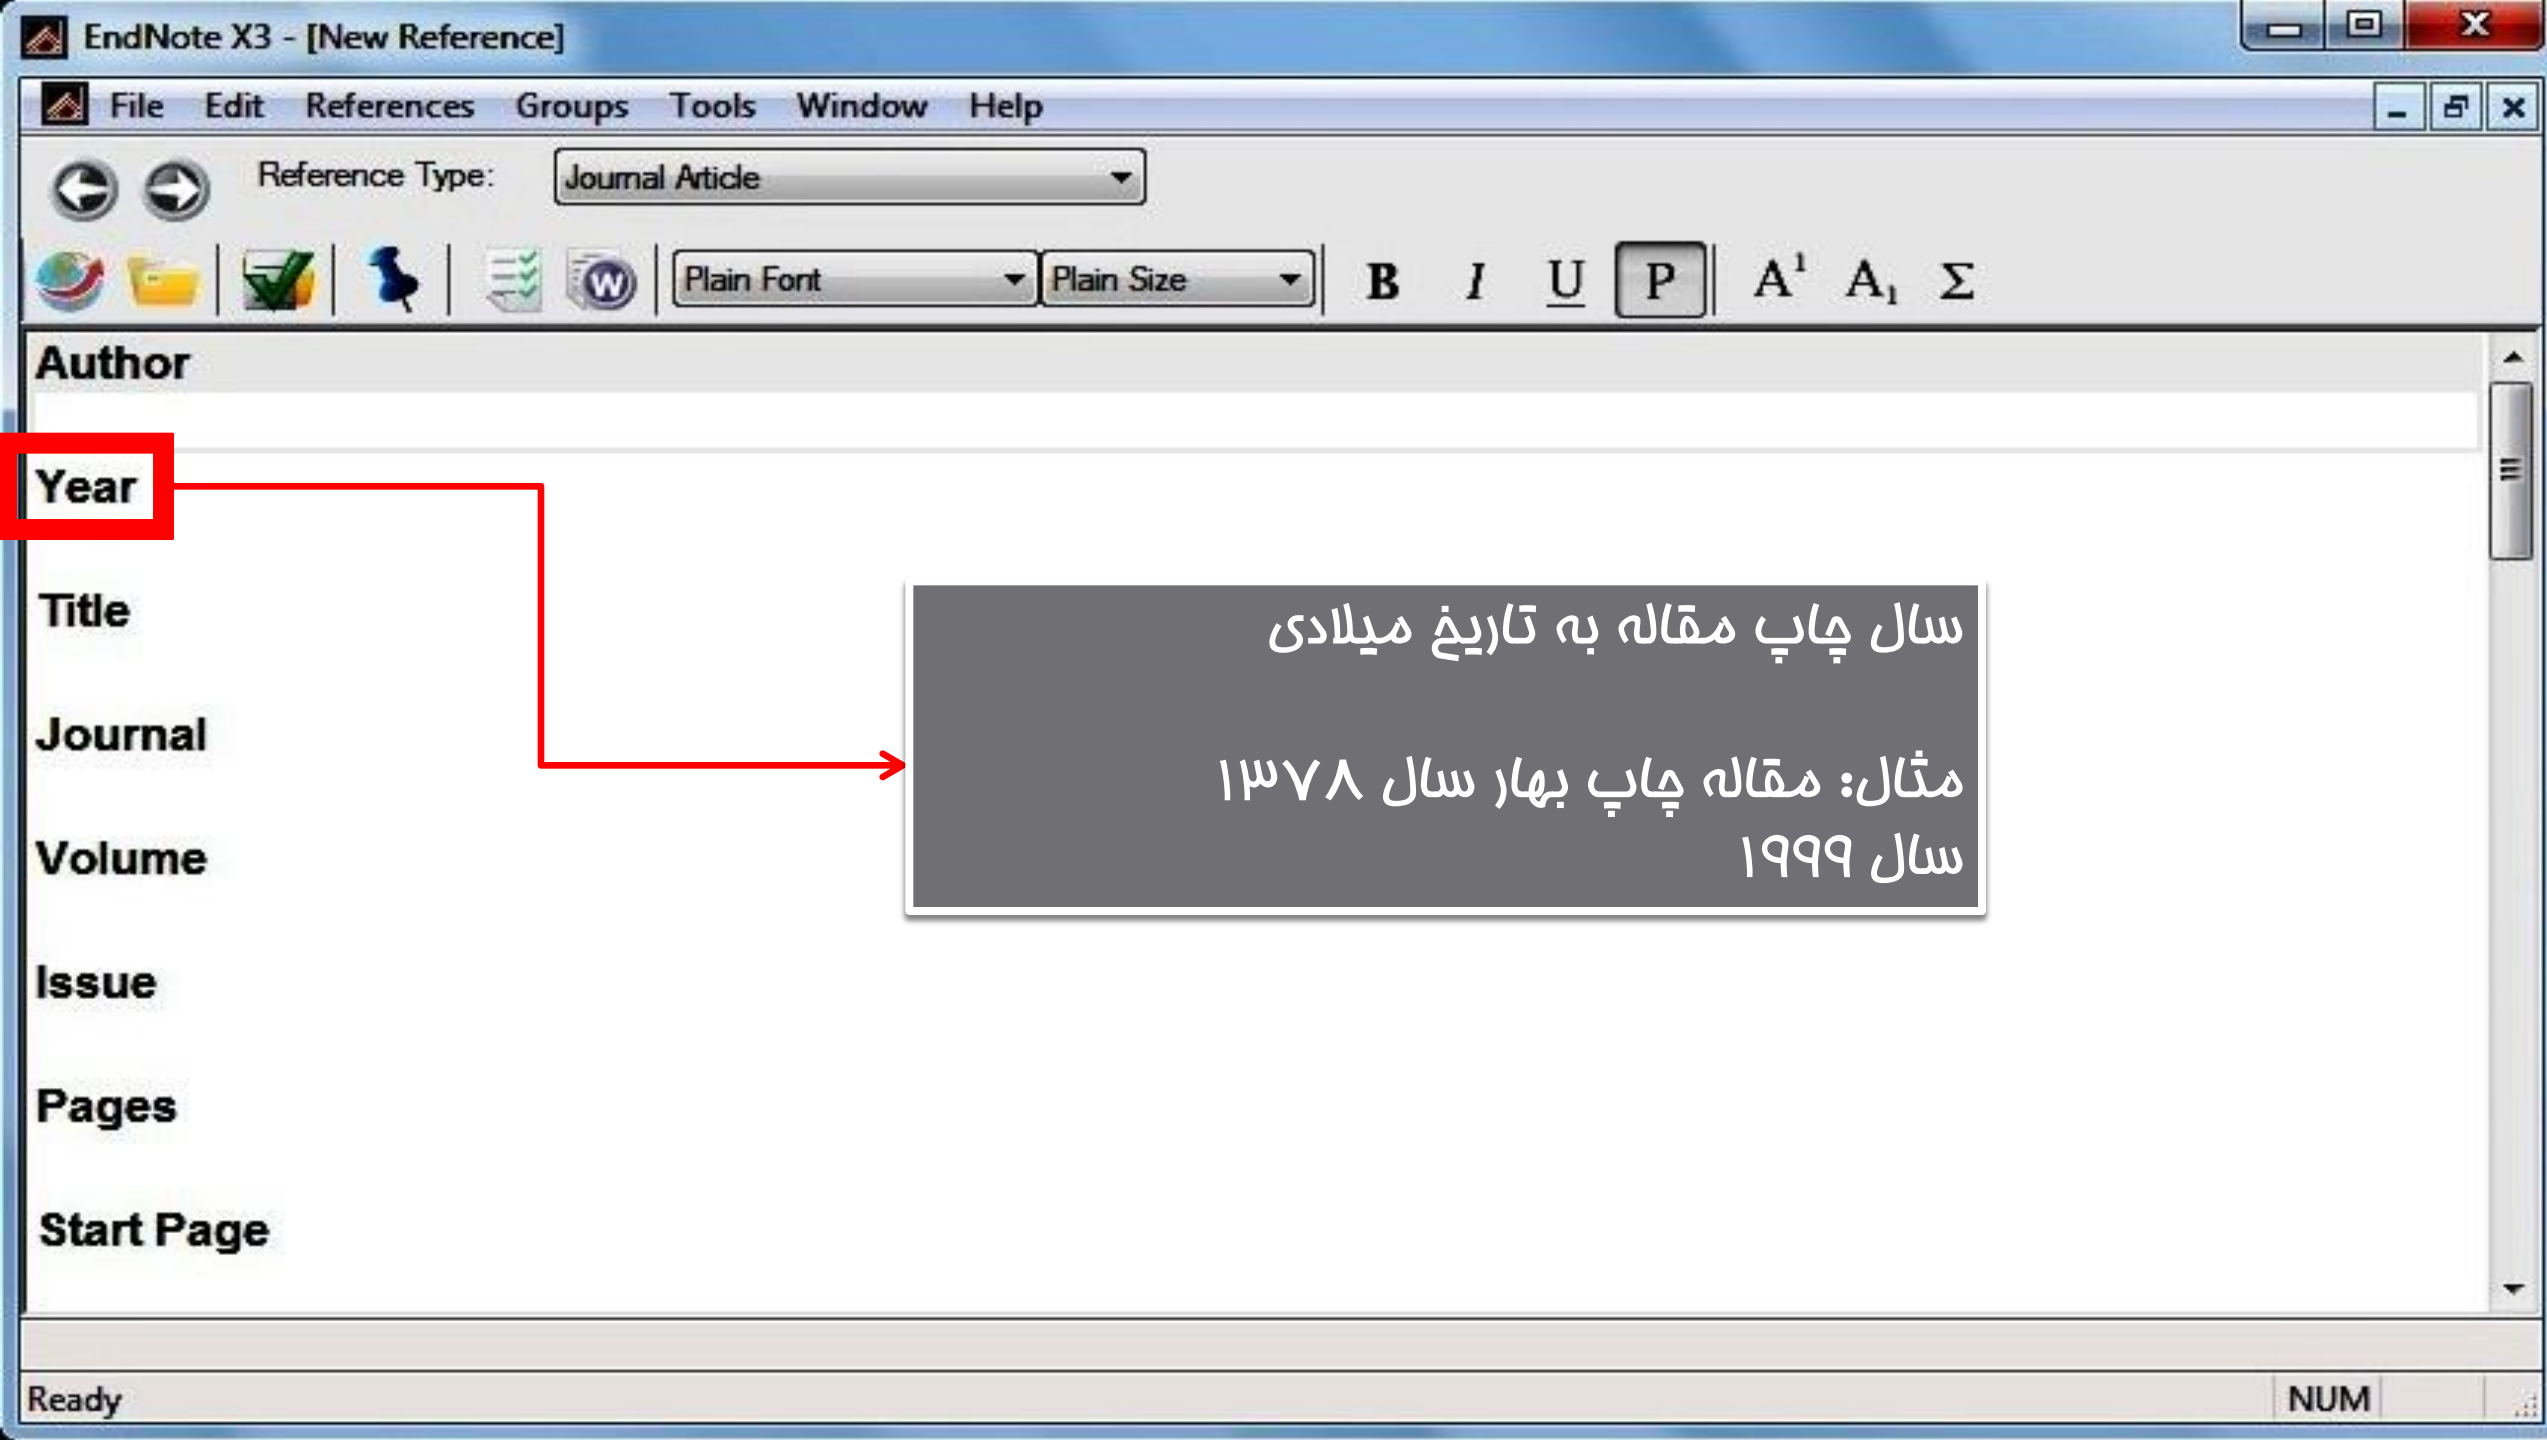 EndNote X3 - [New Reference]
File Edit References Groups Tools Window Help
Reference Type: Journal Article
Plain Font Plain Size B I U P A¹ A₁ Σ
Author
Year
Title
Journal
Volume
Issue
Pages
Start Page
سال چاپ مقاله به تاریخ میلادی
مثال: مقاله چاپ بهار سال ۱۳۷۸
سال ۱۹۹۹
Ready NUM